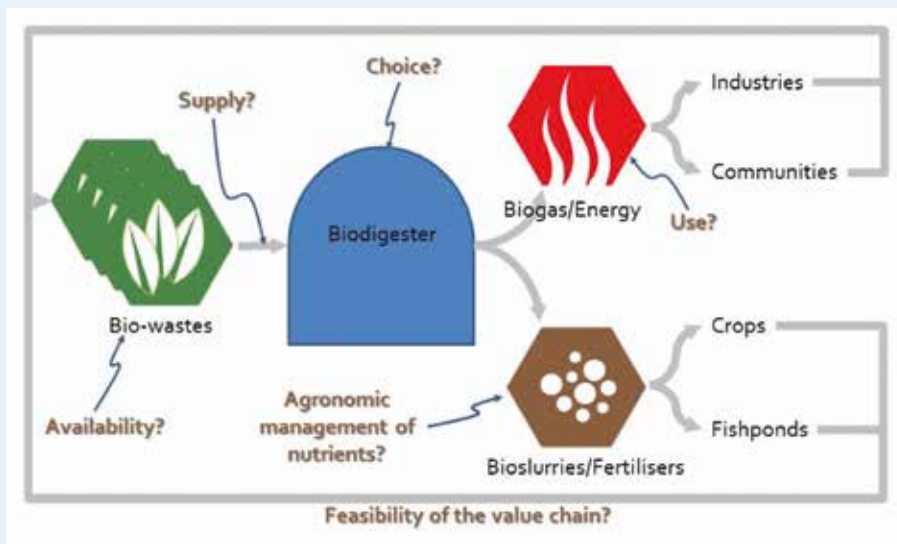 Choice?
Supply?
Industries
Communities
Biogas/Energy
Use?
Biodigester
Bio-wastes
Availability?
Agronomic
management of
nutrients?
Crops
Fishponds
Bioslurries/Fertilisers
Feasibility of the value chain?